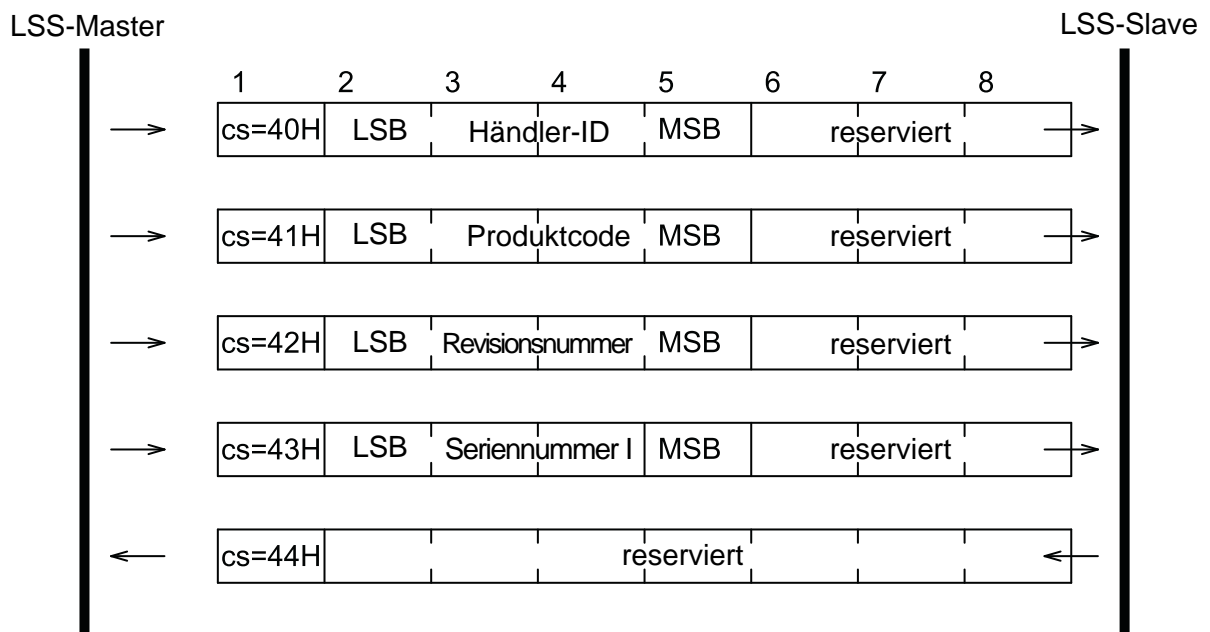 LSS-Master LSS-Slave
1 2 3 4 5 6 7 8
cs=40H LSB Händler-ID MSB reserviert
cs=41H LSB Produktcode MSB reserviert
cs=42H LSB Revisionsnummer MSB reserviert
cs=43H LSB Seriennummer I MSB reserviert
cs=44H reserviert